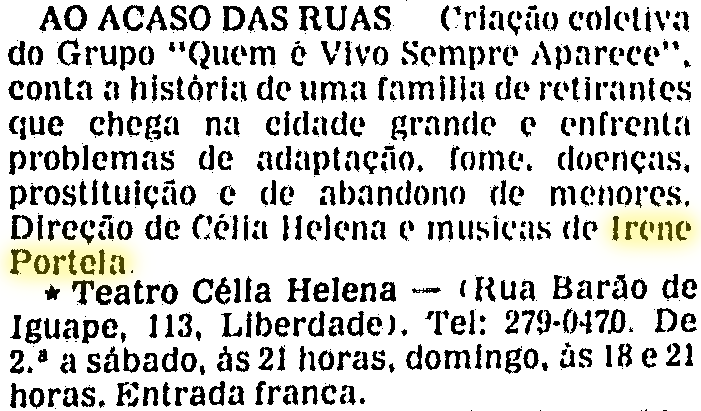 AO ACASO DAS RUAS Criação coletiva
do Grupo "Quem é Vivo Sempre Aparece",
conta a história de uma familia de retirantes
que chega na cidade grande e enfrenta
problemas de adaptação, fome, doenças,
prostituição e de abandono de menores.
Direção de Célia Helena e musicas de Irene
Portela.
★ Teatro Célia Helena — (Rua Barão de
Iguape, 113, Liberdade). Tel: 279-0470. De
2.ª a sábado, às 21 horas, domingo, às 18 e 21
horas. Entrada franca.